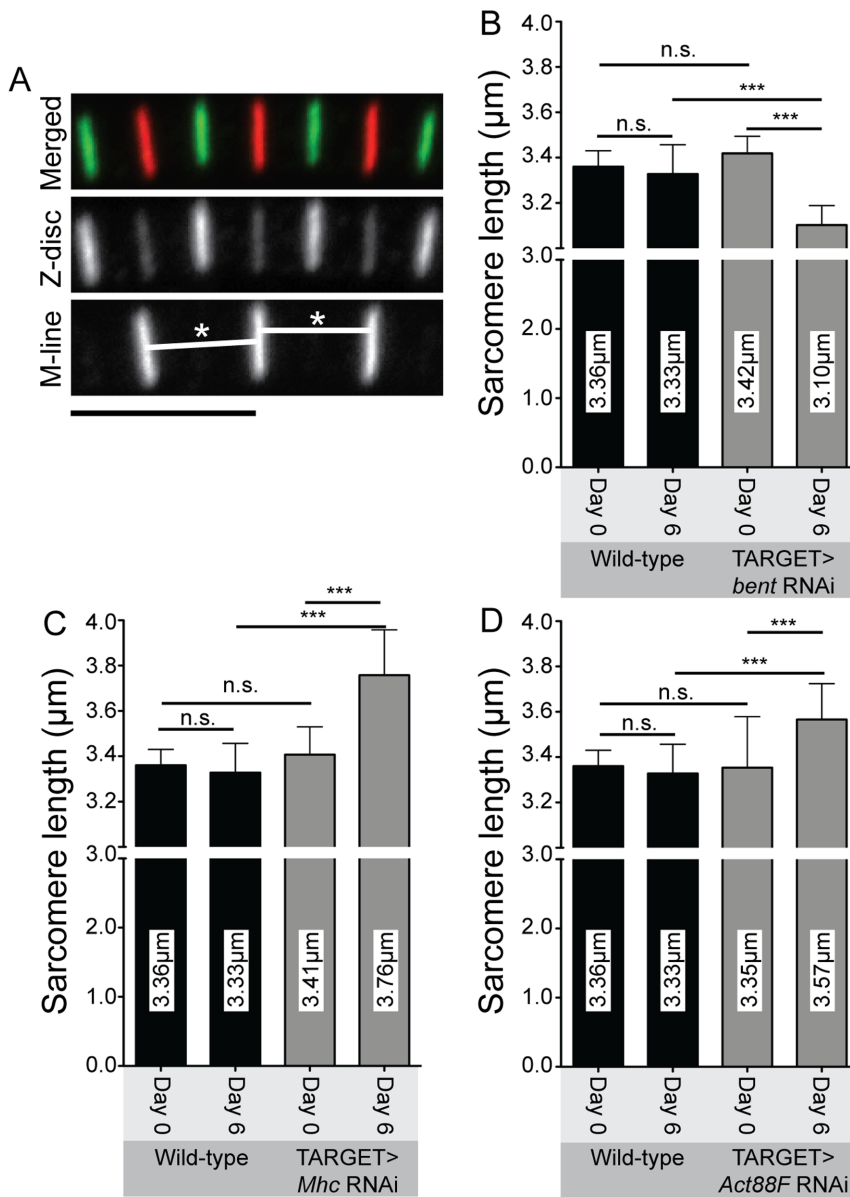 A
Merged
Z-disc
M-line
*
*
B
Sarcomere length (µm)
4.0
3.8
3.6
3.4
3.2
3.0
2.0
1.0
0.0
n.s.
***
n.s.
***
3.36µm
3.33µm
3.42µm
3.10µm
Day 0
Day 6
Day 0
Day 6
Wild-type
TARGET>
bent RNAi
C
Sarcomere length (µm)
4.0
3.8
3.6
3.4
3.2
3.0
2.0
1.0
0.0
***
***
n.s.
n.s.
3.36µm
3.33µm
3.41µm
3.76µm
Day 0
Day 6
Day 0
Day 6
Wild-type
TARGET>
Mhc RNAi
D
Sarcomere length (µm)
4.0
3.8
3.6
3.4
3.2
3.0
2.0
1.0
0.0
***
***
n.s.
n.s.
3.36µm
3.33µm
3.35µm
3.57µm
Day 0
Day 6
Day 0
Day 6
Wild-type
TARGET>
Act88F RNAi